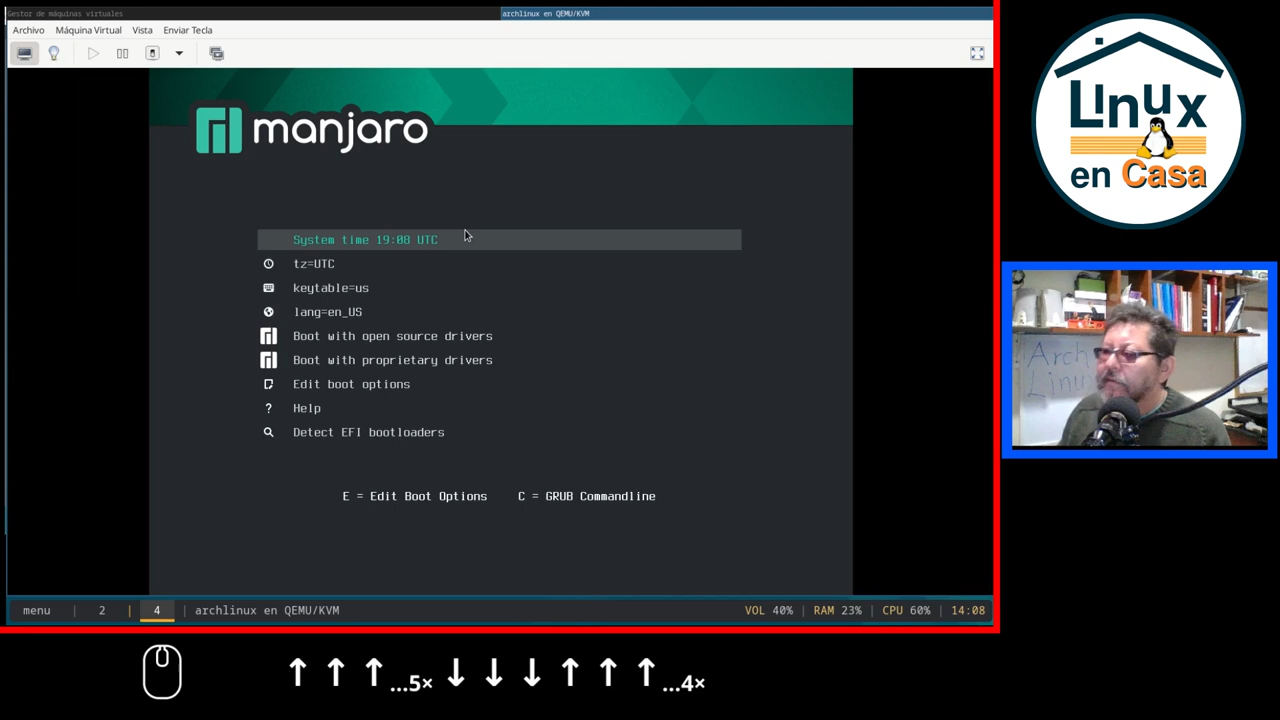 Gestor de máquinas virtuales
archlinux en QEMU/KVM
Archivo Máquina Virtual Vista Enviar Tecla
manjaro
System time 19:08 UTC
tz=UTC
keytable=us
lang=en_US
Boot with open source drivers
Boot with proprietary drivers
Edit boot options
? Help
Detect EFI bootloaders
E = Edit Boot Options C = GRUB Commandline
menu | 2 | 4 | archlinux en QEMU/KVM VOL 40% | RAM 23% | CPU 60% | 14:08
Linux
en Casa
Arch
Linux
↑ ↑ ↑ ...5× ↓ ↓ ↓ ↑ ↑ ↑ ...4×